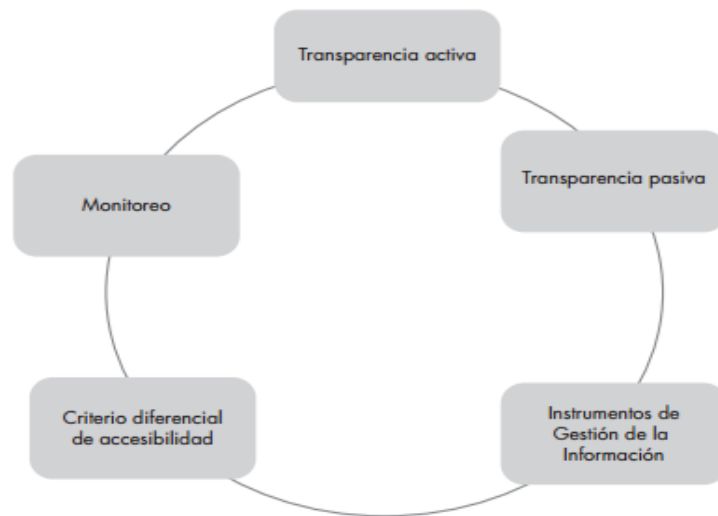 Transparencia activa
Transparencia pasiva
Monitoreo
Criterio diferencial
de accesibilidad
Instrumentos de
Gestión de la
Información